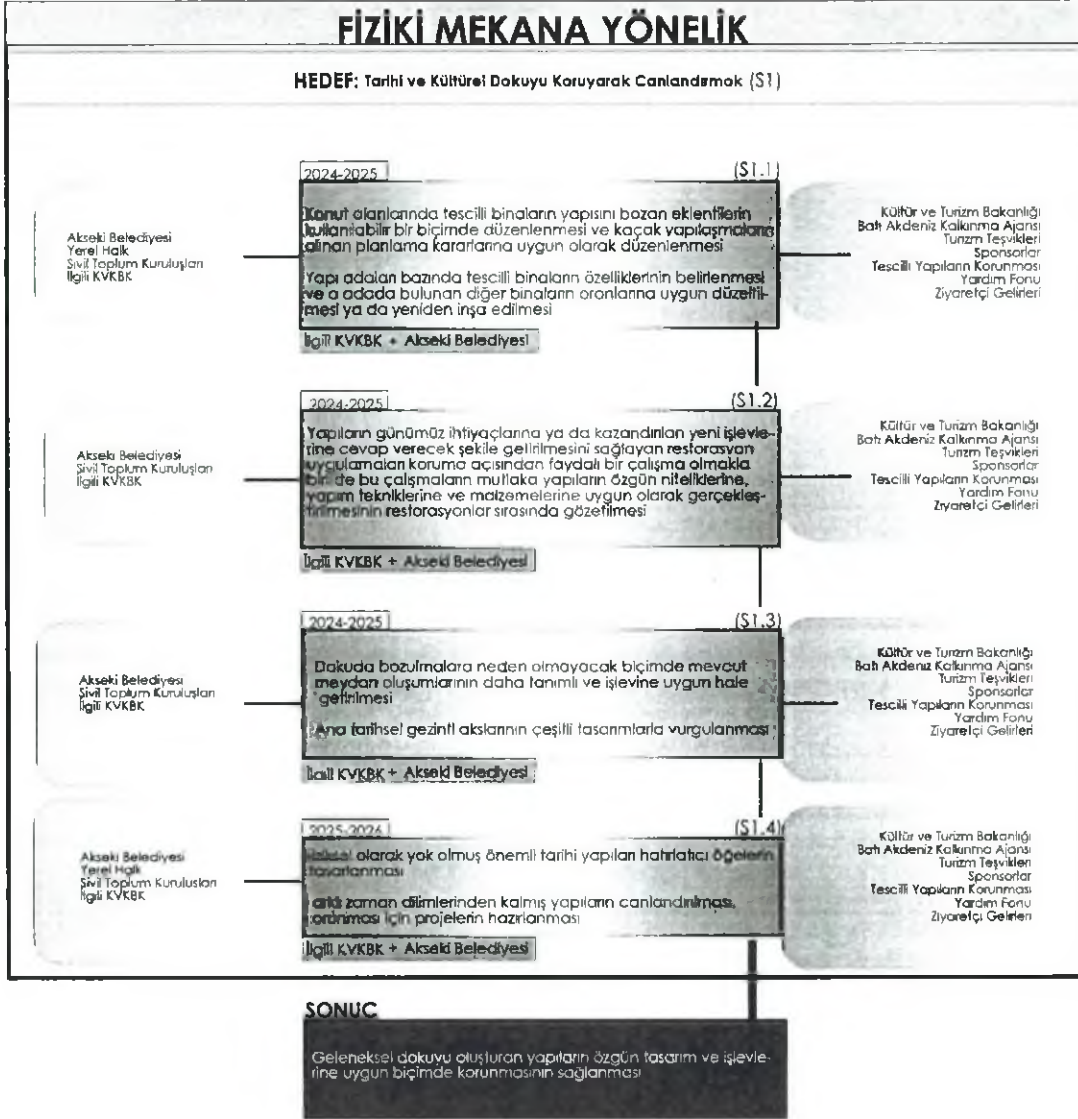 FİZİKİ MEKANA YÖNELİK
HEDEF: Tarihi ve Kültürel Dokuyu Koruyarak Canlandırmak (S1)
2024-2025
(S1.1)
Akseki Belediyesi
Yerel Halk
Sivil Toplum Kuruluşları
İlgili KVKBK
Konut alanlarında tescilli binaların yapısını bozan eklentilerin
kullanılabilir bir biçimde düzenlenmesi ve kaçak yapılaşmaların
alınan planlama kararlarına uygun olarak düzenlenmesi
Yapı adaları bazında tescilli binaların özelliklerinin belirlenmesi
ve o adada bulunan diğer binaların oranlarına uygun düzeltil-
mesi ya da yeniden inşa edilmesi
İlgili KVKBK + Akseki Belediyesi
Kültür ve Turizm Bakanlığı
Batı Akdeniz Kalkınma Ajansı
Turizm Teşvikleri
Sponsorlar
Tescilli Yapıların Korunması
Yardım Fonu
Ziyaretçi Gelirleri
2024-2025
(S1.2)
Akseki Belediyesi
Sivil Toplum Kuruluşları
İlgili KVKBK
Yapıların günümüz ihtiyaçlarına ya da kazandırılan yeni işlevle-
rine cevap verecek şekile getirilmesini sağlayan restorasyon
uygulamaları koruma açısından faydalı bir çalışma olmakla
de bu çalışmaların mutlaka yapıların özgün niteliklerine,
yapım tekniklerine ve malzemelerine uygun olarak gerçekleş-
tirilmesinin restorasyonlar sırasında gözetilmesi
İlgili KVKBK + Akseki Belediyesi
Kültür ve Turizm Bakanlığı
Batı Akdeniz Kalkınma Ajansı
Turizm Teşvikleri
Sponsorlar
Tescilli Yapıların Korunması
Yardım Fonu
Ziyaretçi Gelirleri
2024-2025
(S1.3)
Akseki Belediyesi
Sivil Toplum Kuruluşları
İlgili KVKBK
Dokuda bozulmalara neden olmayacak biçimde mevcut
meydan oluşumlarının daha tanımlı ve işlevine uygun hale
getirilmesi
Ana tarihsel gezinti akslarının çeşitli tasarımlarla vurgulanması
İlgili KVKBK + Akseki Belediyesi
Kültür ve Turizm Bakanlığı
Batı Akdeniz Kalkınma Ajansı
Turizm Teşvikleri
Sponsorlar
Tescilli Yapıların Korunması
Yardım Fonu
Ziyaretçi Gelirleri
2025-2026
(S1.4)
Akseki Belediyesi
Yerel Halk
Sivil Toplum Kuruluşları
İlgili KVKBK
olarak yok olmuş önemli tarihi yapıları hatırlatıcı öğelerin
tasarlanması
zaman dilimlerinden kalmış yapıların canlandırılması,
için projelerin hazırlanması
İlgili KVKBK + Akseki Belediyesi
Kültür ve Turizm Bakanlığı
Batı Akdeniz Kalkınma Ajansı
Turizm Teşvikleri
Sponsorlar
Tescilli Yapıların Korunması
Yardım Fonu
Ziyaretçi Gelirleri
SONUÇ
Geleneksel dokuyu oluşturan yapıların özgün tasarım ve işlevle-
rine uygun biçimde korunmasının sağlanması